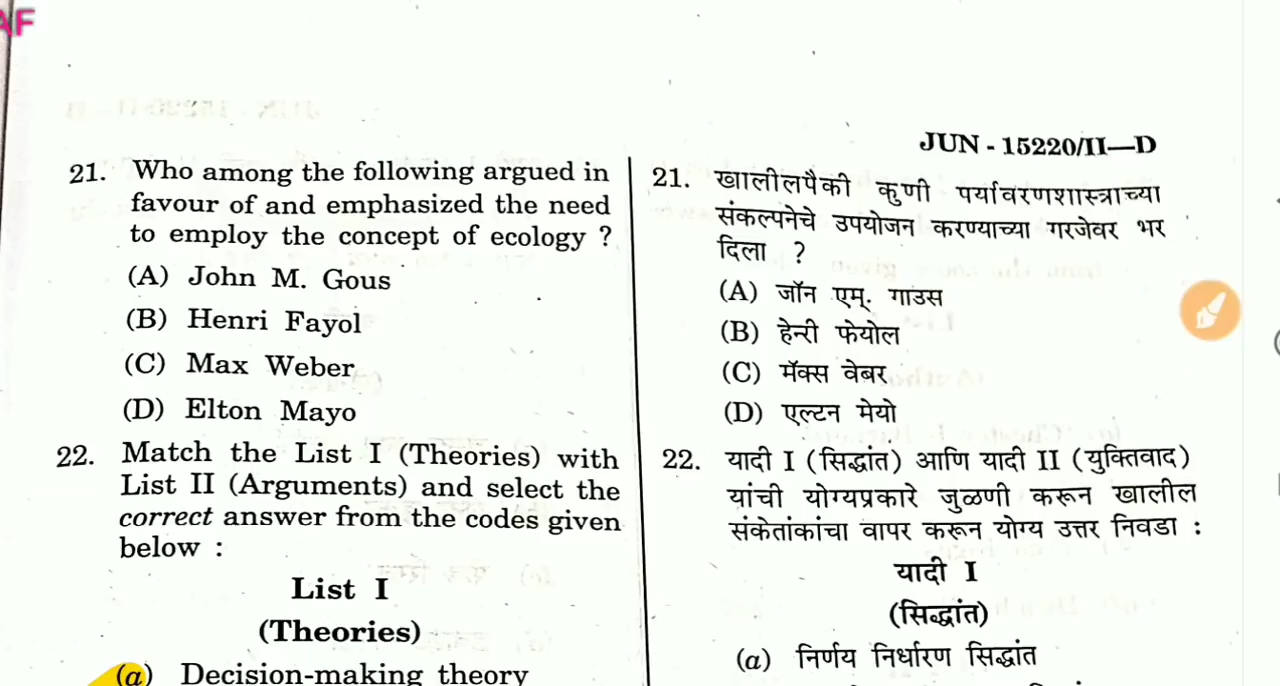 AF
JUN - 15220/II—D
21. Who among the following argued in
favour of and emphasized the need
to employ the concept of ecology ?
(A) John M. Gous
(B) Henri Fayol
(C) Max Weber
(D) Elton Mayo
22. Match the List I (Theories) with
List II (Arguments) and select the
correct answer from the codes given
below :
List I
(Theories)
(a) Decision-making theory
21. खालीलपैकी कुणी पर्यावरणशास्त्राच्या
संकल्पनेचे उपयोजन करण्याच्या गरजेवर भर
दिला ?
(A) जॉन एम्. गाउस
(B) हेन्री फेयोल
(C) मॅक्स वेबर
(D) एल्टन मेयो
22. यादी I (सिद्धांत) आणि यादी II (युक्तिवाद)
यांची योग्यप्रकारे जुळणी करून खालील
संकेतांकांचा वापर करून योग्य उत्तर निवडा :
यादी I
(सिद्धांत)
(a) निर्णय निर्धारण सिद्धांत